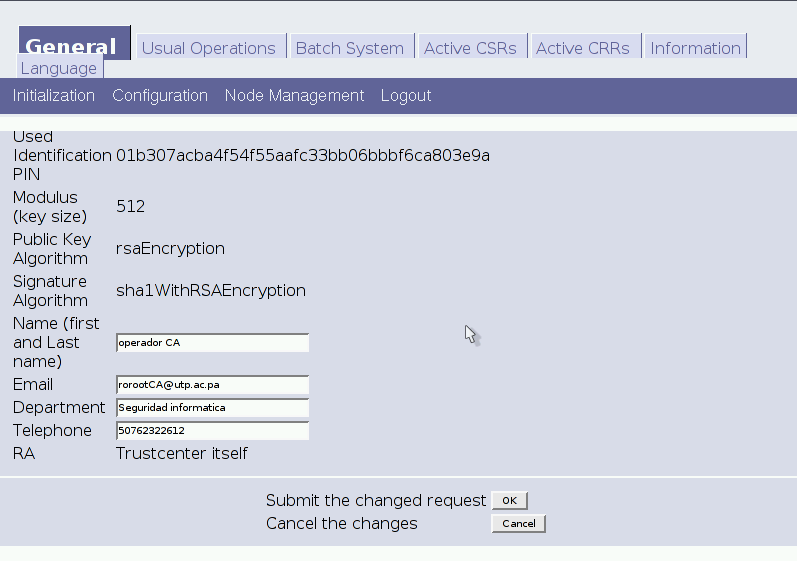 General Usual Operations Batch System Active CSRs Active CRRs Information
Language
Initialization Configuration Node Management Logout
Used
Identification 01b307acba4f54f55aafc33bb06bbbf6ca803e9a
PIN
Modulus
(key size) 512
Public Key
Algorithm rsaEncryption
Signature
Algorithm sha1WithRSAEncryption
Name (first
and Last operador CA
name)
Email rorootCA@utp.ac.pa
Department Seguridad informatica
Telephone 50762322612
RA Trustcenter itself
Submit the changed request OK
Cancel the changes Cancel